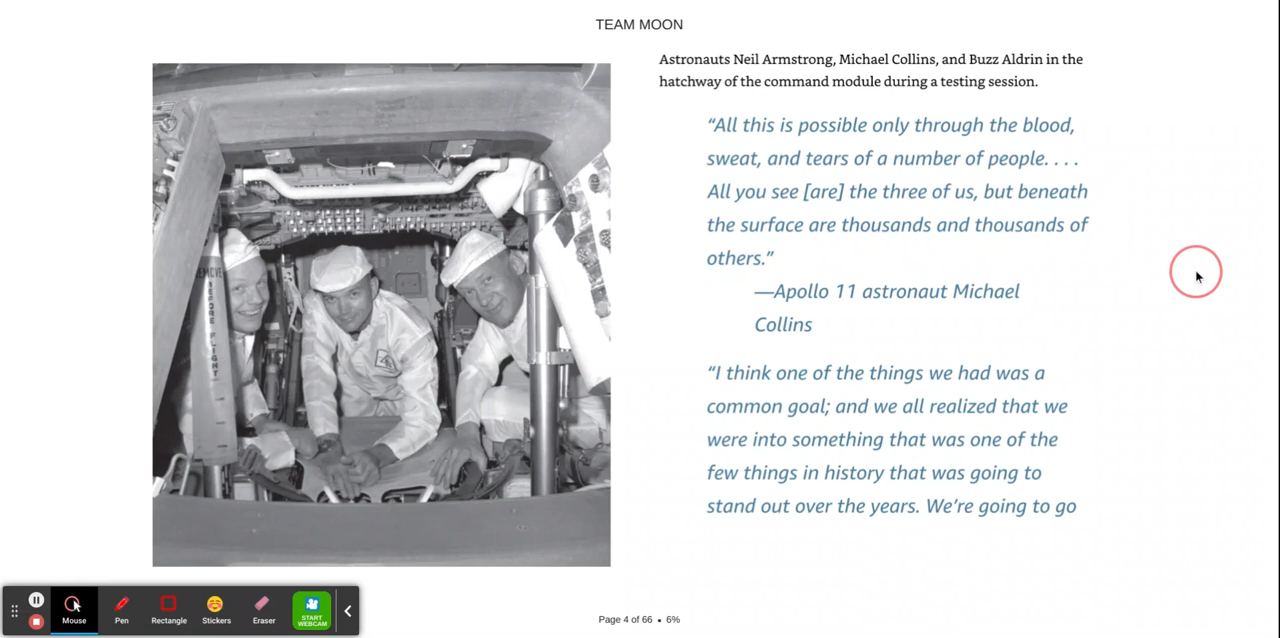 TEAM MOON
Astronauts Neil Armstrong, Michael Collins, and Buzz Aldrin in the
hatchway of the command module during a testing session.
“All this is possible only through the blood,
sweat, and tears of a number of people. . . .
All you see [are] the three of us, but beneath
the surface are thousands and thousands of
others.”
—Apollo 11 astronaut Michael
Collins
“I think one of the things we had was a
common goal; and we all realized that we
were into something that was one of the
few things in history that was going to
stand out over the years. We’re going to go
REMOVE
BEFORE
FLIGHT
Mouse
Pen
Rectangle
Stickers
Eraser
START
WEBCAM
Page 4 of 66 • 6%